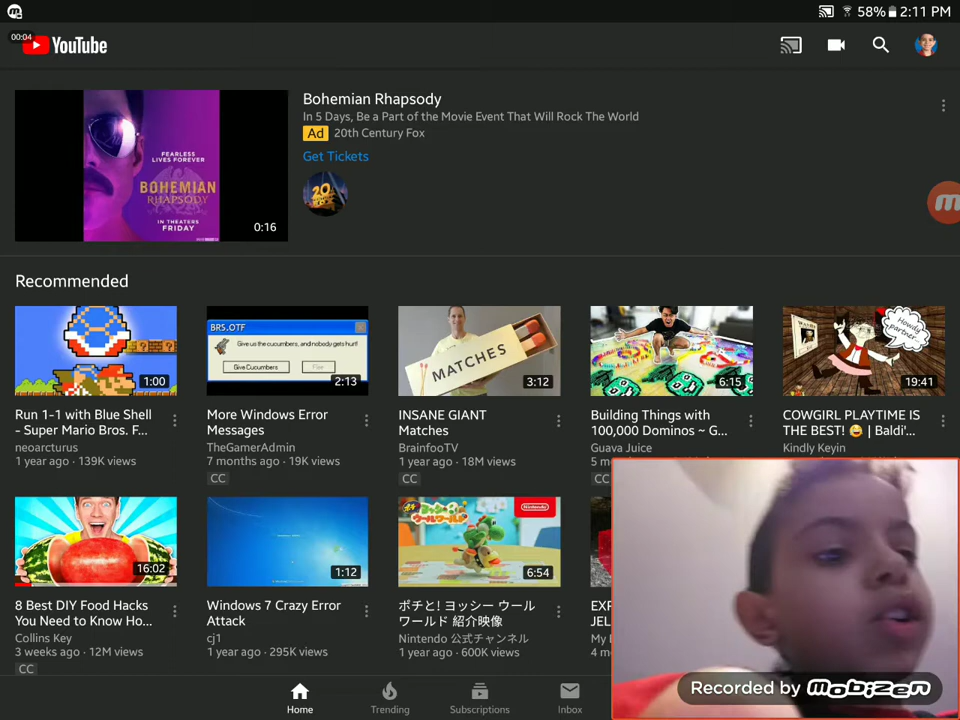 58% 2:11 PM
00:04
YouTube
FEARLESS
LIVES FOREVER
BOHEMIAN
RHAPSODY
IN THEATERS
FRIDAY
0:16
Bohemian Rhapsody
In 5 Days, Be a Part of the Movie Event That Will Rock The World
Ad 20th Century Fox
Get Tickets
Recommended
1:00
BRS.OTF
Give us the cucumbers, and nobody gets hurt!
Give Cucumbers
2:13
MATCHES
3:12
6:15
Howdy
partner...
19:41
Run 1-1 with Blue Shell
- Super Mario Bros. F...
neoarcturus
1 year ago · 139K views
More Windows Error
Messages
TheGamerAdmin
7 months ago · 19K views
CC
INSANE GIANT
Matches
BrainfooTV
1 year ago · 18M views
CC
Building Things with
100,000 Dominos ~ G...
Guava Juice
5 m
CC
COWGIRL PLAYTIME IS
THE BEST! 😄 | Baldi'...
Kindly Keyin
16:02
1:12
Nintendo
6:54
8 Best DIY Food Hacks
You Need to Know Ho...
Collins Key
3 weeks ago · 12M views
CC
Windows 7 Crazy Error
Attack
cj1
1 year ago · 295K views
ポチと! ヨッシー ウール
ワールド 紹介映像
Nintendo 公式チャンネル
1 year ago · 600K views
EXP
JEL
My
4 m
Recorded by mobizen
Home
Trending
Subscriptions
Inbox